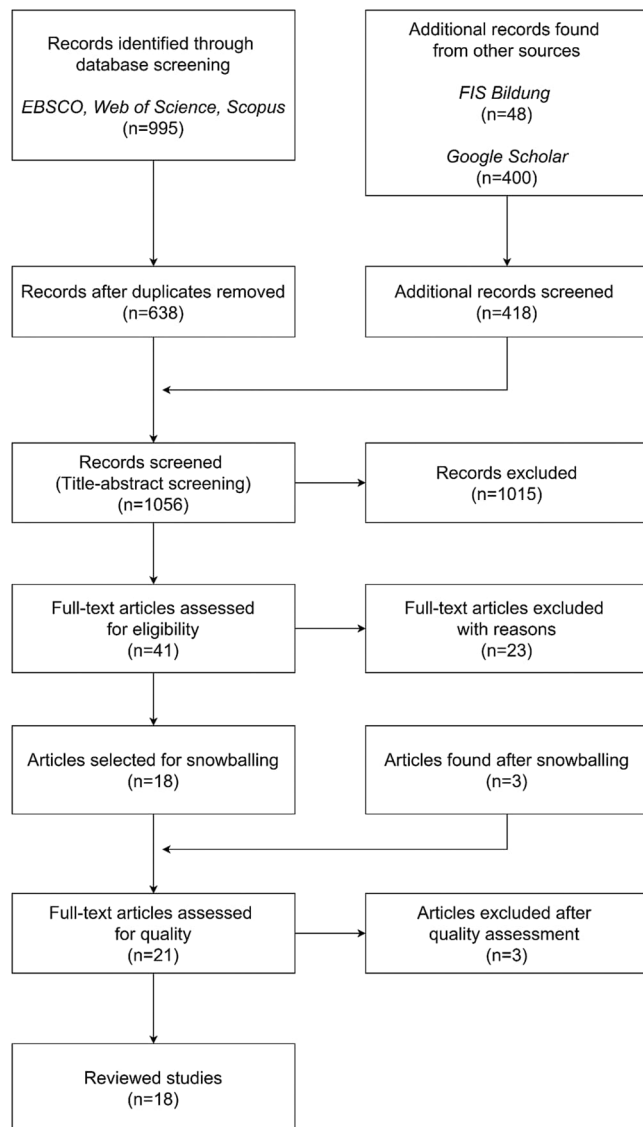 Records identified through
database screening
EBSCO, Web of Science, Scopus
(n=995)
Additional records found
from other sources
FIS Bildung
(n=48)
Google Scholar
(n=400)
Records after duplicates removed
(n=638)
Additional records screened
(n=418)
Records screened
(Title-abstract screening)
(n=1056)
Records excluded
(n=1015)
Full-text articles assessed
for eligibility
(n=41)
Full-text articles excluded
with reasons
(n=23)
Articles selected for snowballing
(n=18)
Articles found after snowballing
(n=3)
Full-text articles assessed
for quality
(n=21)
Articles excluded after
quality assessment
(n=3)
Reviewed studies
(n=18)